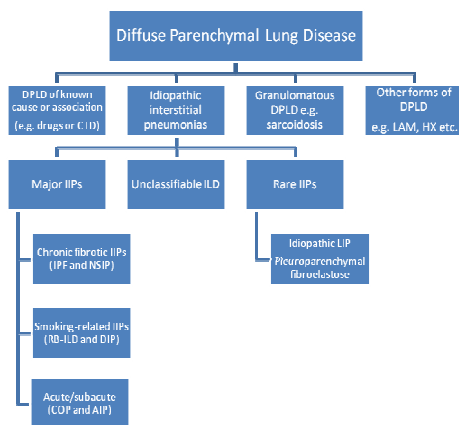 Diffuse Parenchymal Lung Disease
DPLD of known
cause or association
(e.g. drugs or CTD)
Idiopathic
interstitial
pneumonias
Granulomatous
DPLD e.g.
sarcoidosis
Other forms of
DPLD
e.g. LAM, HX etc.
Major IIPs
Unclassifiable ILD
Rare IIPs
Chronic fibrotic IIPs
(IPF and NSIP)
Idiopathic LIP
Pleuroparenchymal
fibroelastose
Smoking-related IIPs
(RB-ILD and DIP)
Acute/subacute
(COP and AIP)